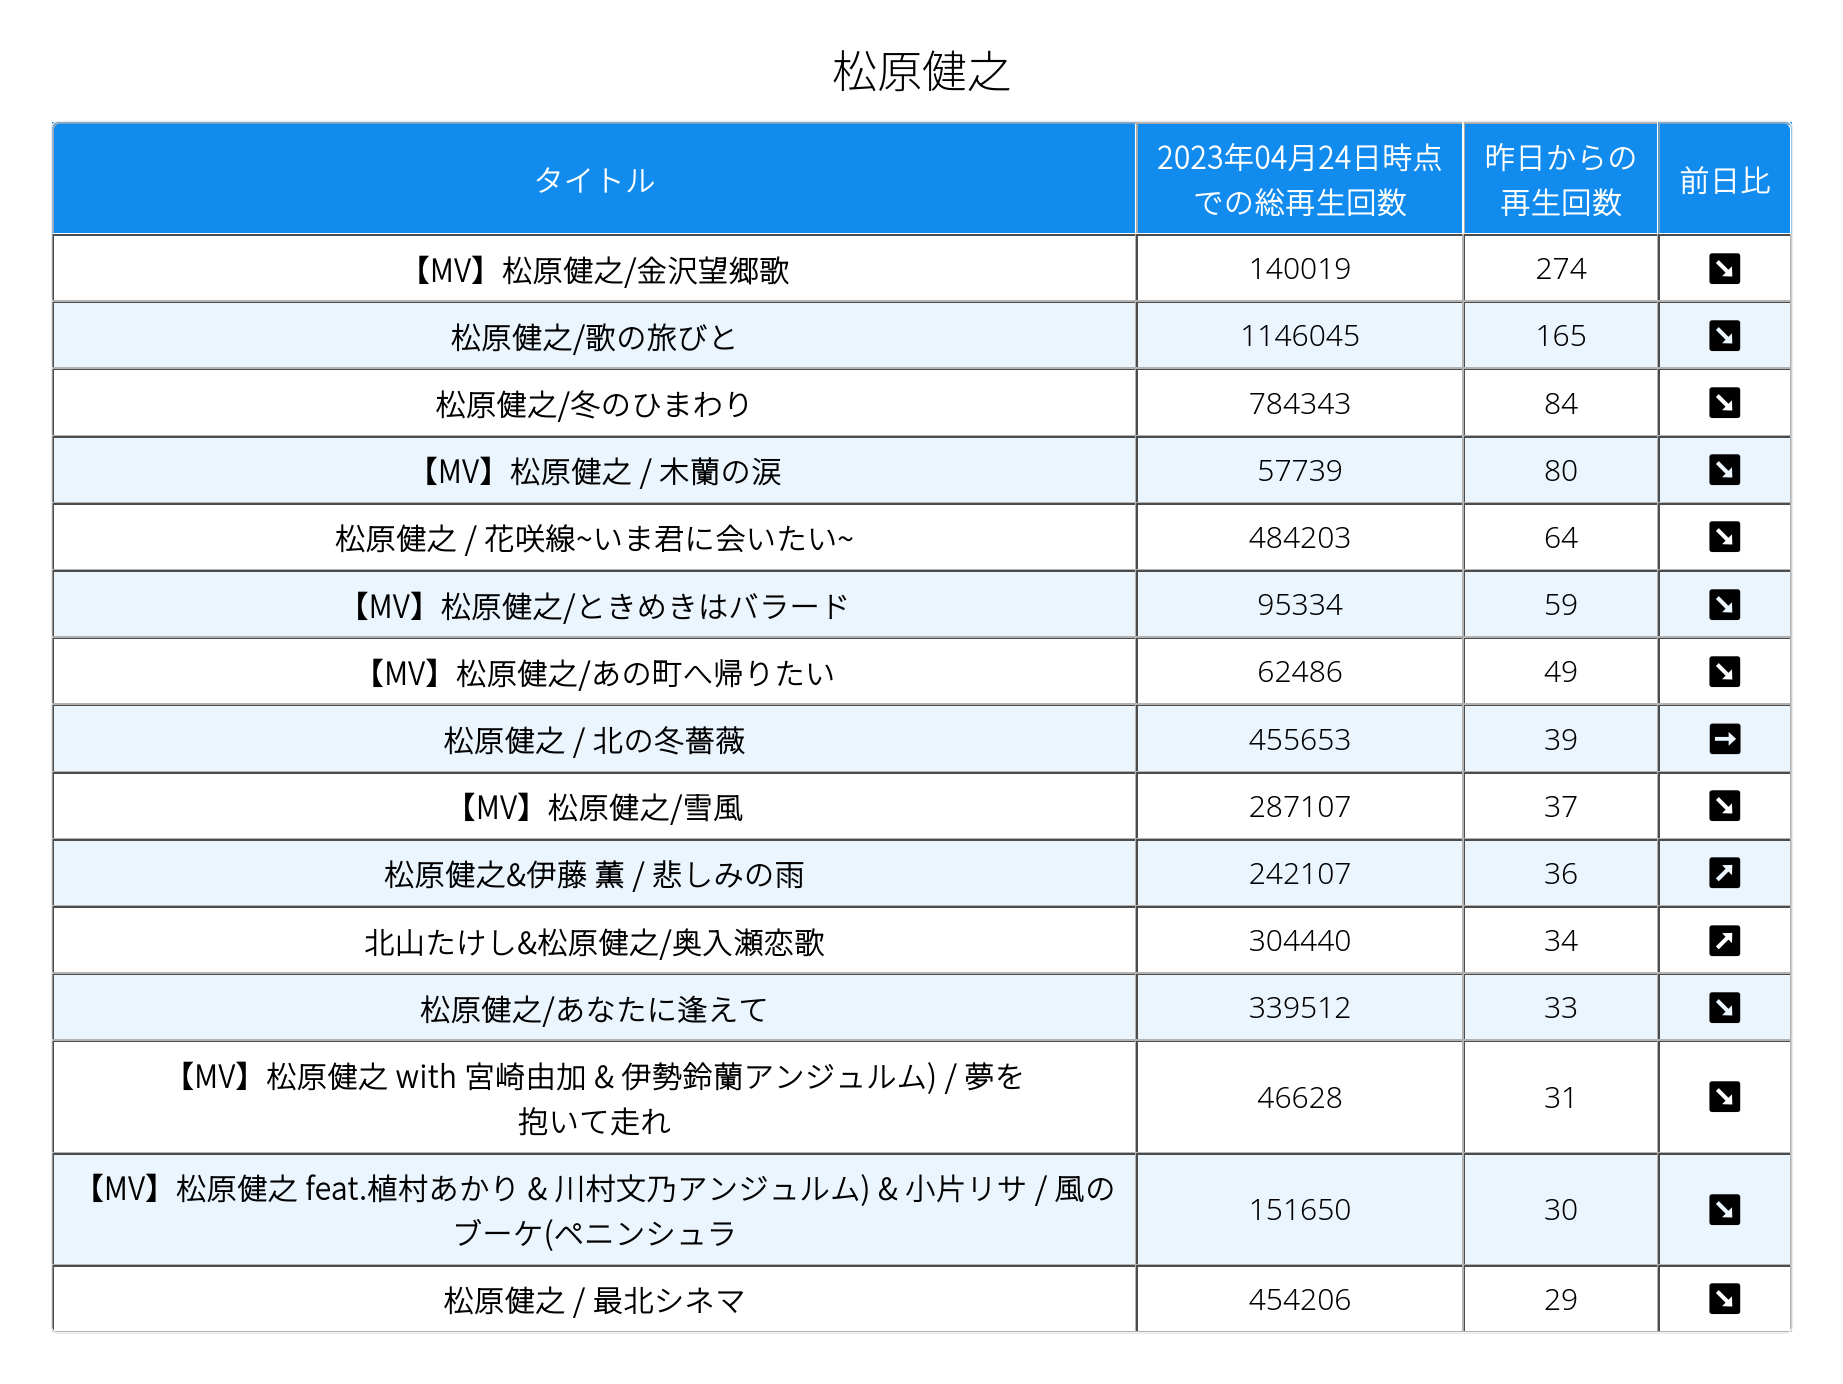 松原健之
タイトル
2023年04月24日時点
での総再生回数
昨日からの
再生回数
前日比
【MV】松原健之/金沢望郷歌 140019 274 ↘
松原健之/歌の旅びと 1146045 165 ↘
松原健之/冬のひまわり 784343 84 ↘
【MV】松原健之 / 木蘭の涙 57739 80 ↘
松原健之 / 花咲線~いま君に会いたい~ 484203 64 ↘
【MV】松原健之/ときめきはバラード 95334 59 ↘
【MV】松原健之/あの町へ帰りたい 62486 49 ↘
松原健之 / 北の冬薔薇 455653 39 →
【MV】松原健之/雪風 287107 37 ↘
松原健之&伊藤 薫 / 悲しみの雨 242107 36 ↗
北山たけし&松原健之/奥入瀬恋歌 304440 34 ↗
松原健之/あなたに逢えて 339512 33 ↘
【MV】松原健之 with 宮崎由加 & 伊勢鈴蘭アンジュルム) / 夢を
抱いて走れ 46628 31 ↘
【MV】松原健之 feat.植村あかり & 川村文乃アンジュルム) & 小片リサ / 風の
ブーケ(ペニンシュラ 151650 30 ↘
松原健之 / 最北シネマ 454206 29 ↘